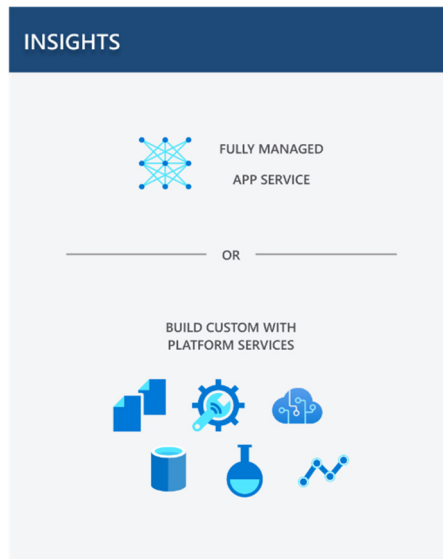 INSIGHTS
FULLY MANAGED
APP SERVICE
OR
BUILD CUSTOM WITH
PLATFORM SERVICES